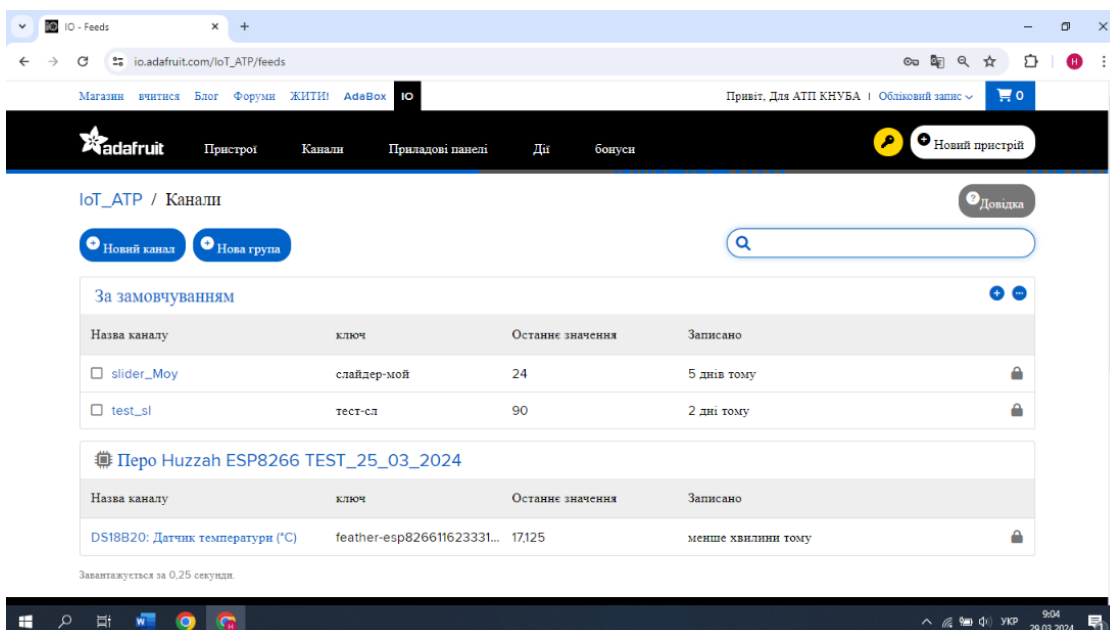 IO - Feeds
io.adafruit.com/IoT_ATP/feeds
H
Магазин вчитися Блог Форуми ЖИТИ! AdaBox IO
Привіт, Для АТП КНУБА | Обліковий запис 0
adafruit Пристрої Канали Приладові панелі Дії бонуси Новий пристрій
IoT_ATP / Канали
Довідка
Новий канал Нова група
За замовчуванням
Назва каналу ключ Останнє значення Записано
slider_Moy слайдер-мой 24 5 днів тому
test_sl тест-сл 90 2 дні тому
Перо Huzzah ESP8266 TEST_25_03_2024
Назва каналу ключ Останнє значення Записано
DS18B20: Датчик температури (°C) feather-esp826611623331... 17,125 менше хвилини тому
Завантажується за 0,25 секунди.
УКР 9:04
29.03.2024